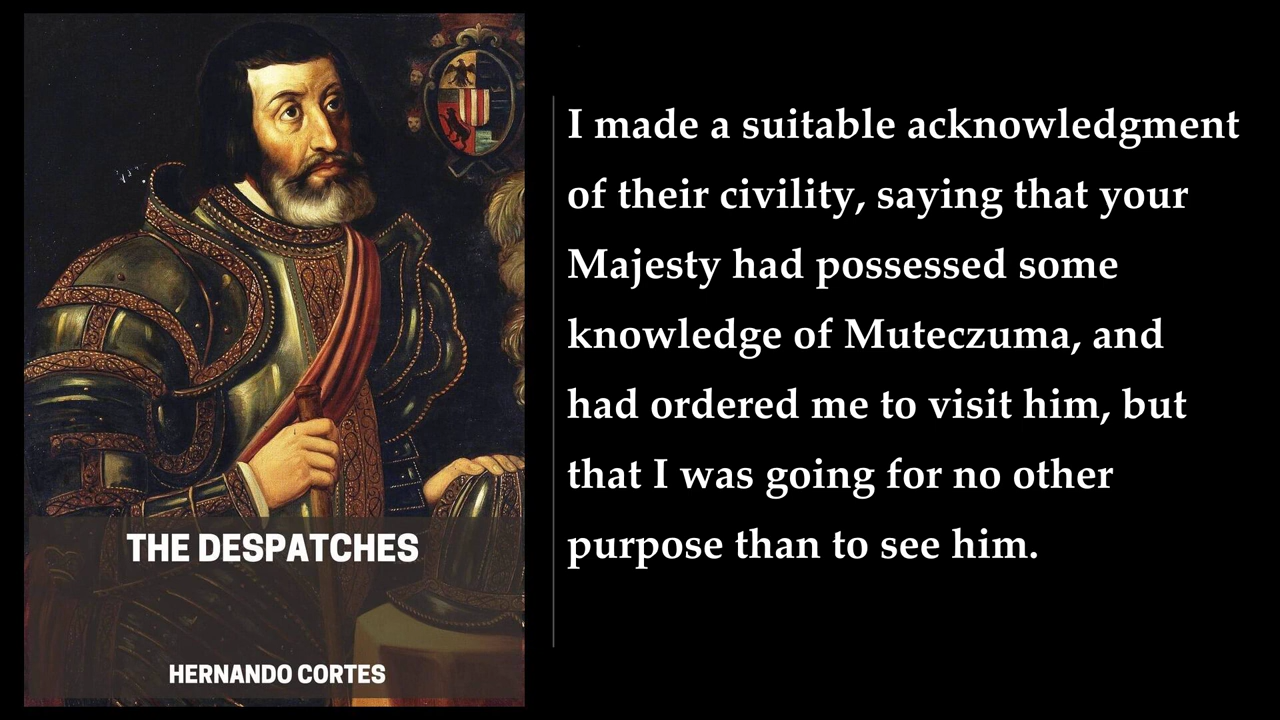 THE DESPATCHES
HERNANDO CORTES
I made a suitable acknowledgment
of their civility, saying that your
Majesty had possessed some
knowledge of Muteczuma, and
had ordered me to visit him, but
that I was going for no other
purpose than to see him.